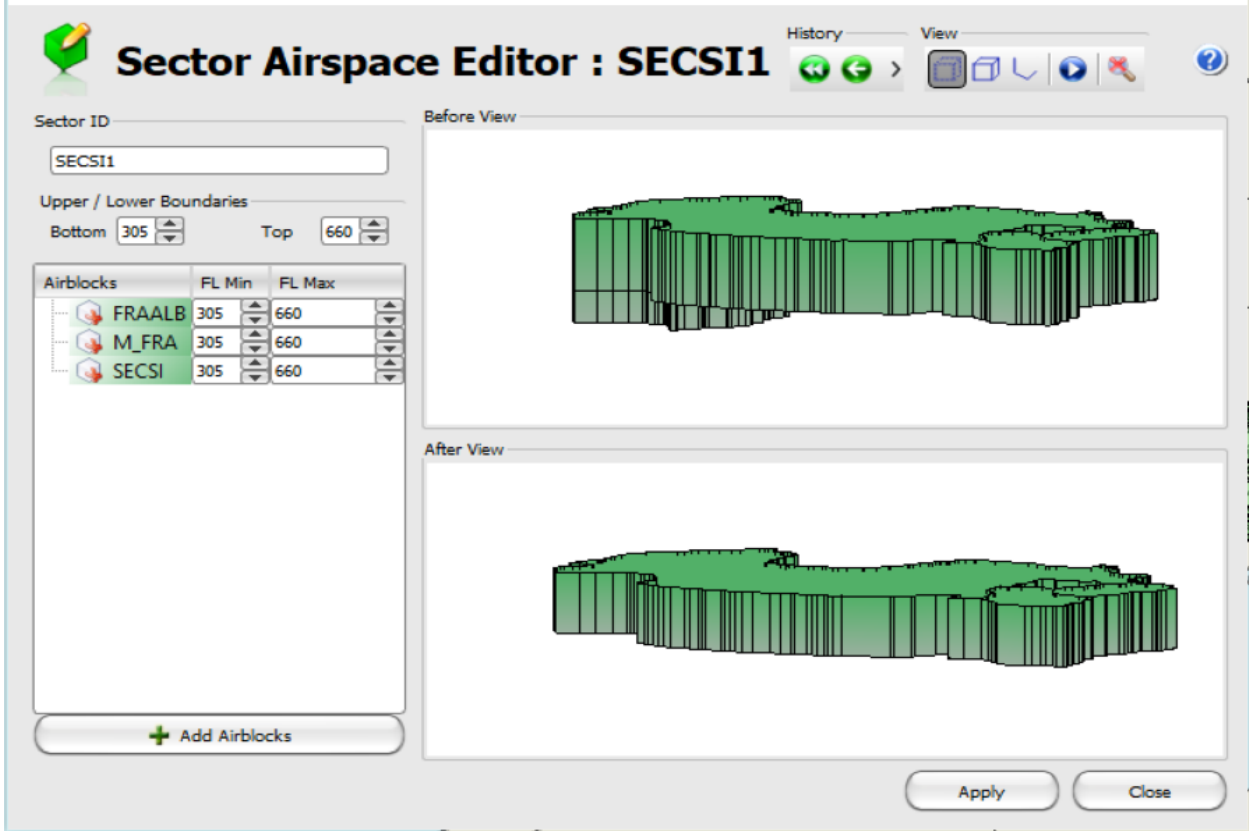 Sector Airspace Editor : SECSI1
History
View
Sector ID
SECSI1
Upper / Lower Boundaries
Bottom 305 Top 660
Airblocks FL Min FL Max
FRAALB 305 660
M_FRA 305 660
SECSI 305 660
Add Airblocks
Before View
After View
Apply Close